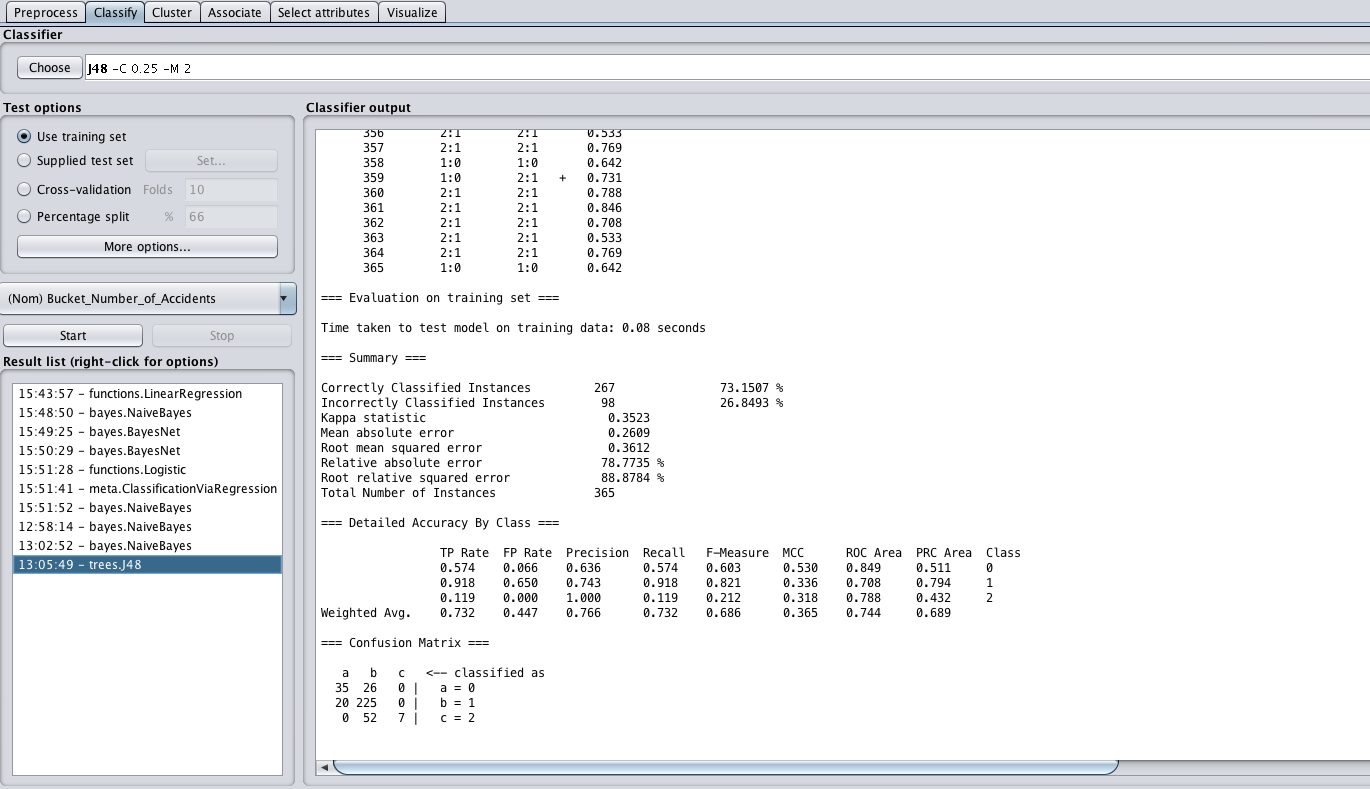 Preprocess Classify Cluster Associate Select attributes Visualize
Classifier
Choose J48 -C 0.25 -M 2
Test options
Use training set
Supplied test set Set...
Cross-validation Folds 10
Percentage split % 66
More options...
(Nom) Bucket_Number_of_Accidents
Start Stop
Result list (right-click for options)
15:43:57 - functions.LinearRegression
15:48:50 - bayes.NaiveBayes
15:49:25 - bayes.BayesNet
15:50:29 - bayes.BayesNet
15:51:28 - functions.Logistic
15:51:41 - meta.ClassificationViaRegression
15:51:52 - bayes.NaiveBayes
12:58:14 - bayes.NaiveBayes
13:02:52 - bayes.NaiveBayes
13:05:49 - trees.J48
Classifier output
356 2:1 2:1 0.533
357 2:1 2:1 0.769
358 1:0 1:0 0.642
359 1:0 2:1 + 0.731
360 2:1 2:1 0.788
361 2:1 2:1 0.846
362 2:1 2:1 0.708
363 2:1 2:1 0.533
364 2:1 2:1 0.769
365 1:0 1:0 0.642
=== Evaluation on training set ===
Time taken to test model on training data: 0.08 seconds
=== Summary ===
Correctly Classified Instances 267 73.1507 %
Incorrectly Classified Instances 98 26.8493 %
Kappa statistic 0.3523
Mean absolute error 0.2609
Root mean squared error 0.3612
Relative absolute error 78.7735 %
Root relative squared error 88.8784 %
Total Number of Instances 365
=== Detailed Accuracy By Class ===
TP Rate FP Rate Precision Recall F-Measure MCC ROC Area PRC Area Class
0.574 0.066 0.636 0.574 0.603 0.530 0.849 0.511 0
0.918 0.650 0.743 0.918 0.821 0.336 0.708 0.794 1
0.119 0.000 1.000 0.119 0.212 0.318 0.788 0.432 2
Weighted Avg. 0.732 0.447 0.766 0.732 0.686 0.365 0.744 0.689
=== Confusion Matrix ===
a b c <-- classified as
35 26 0 | a = 0
20 225 0 | b = 1
0 52 7 | c = 2